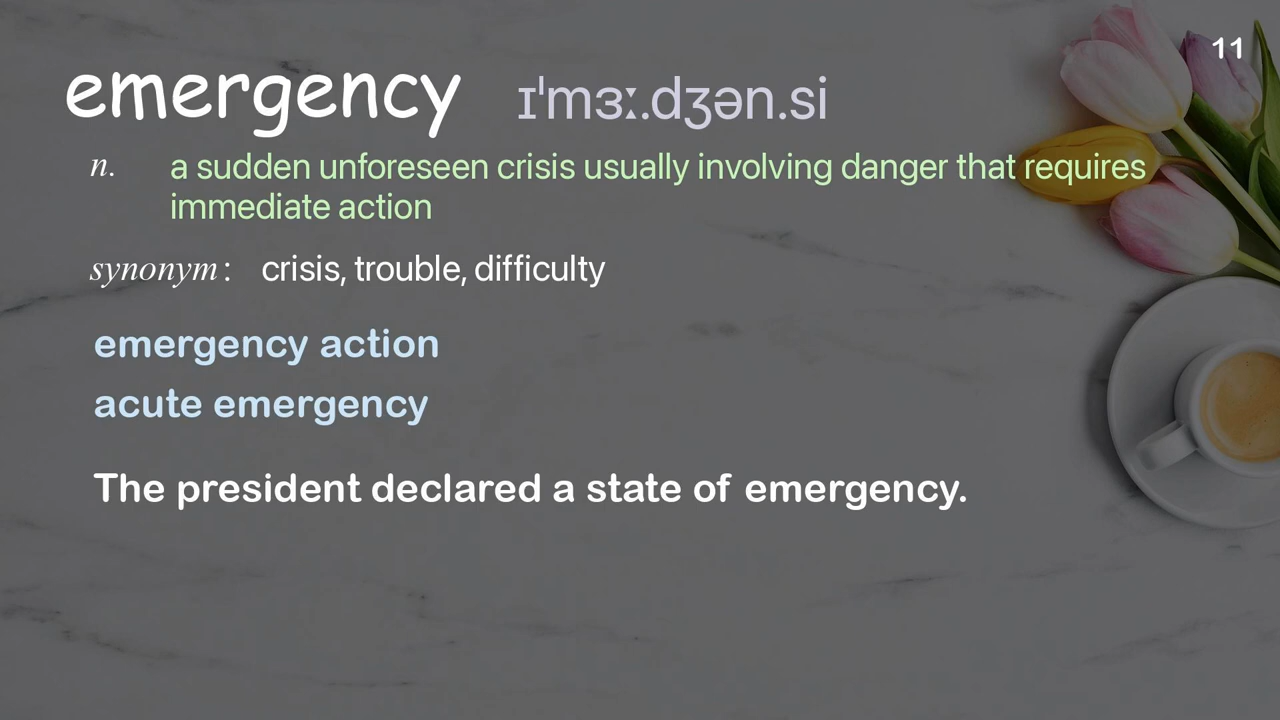 11
emergency ɪˈmɜː.dʒən.si
n. a sudden unforeseen crisis usually involving danger that requires
immediate action
synonym: crisis, trouble, difficulty
emergency action
acute emergency
The president declared a state of emergency.